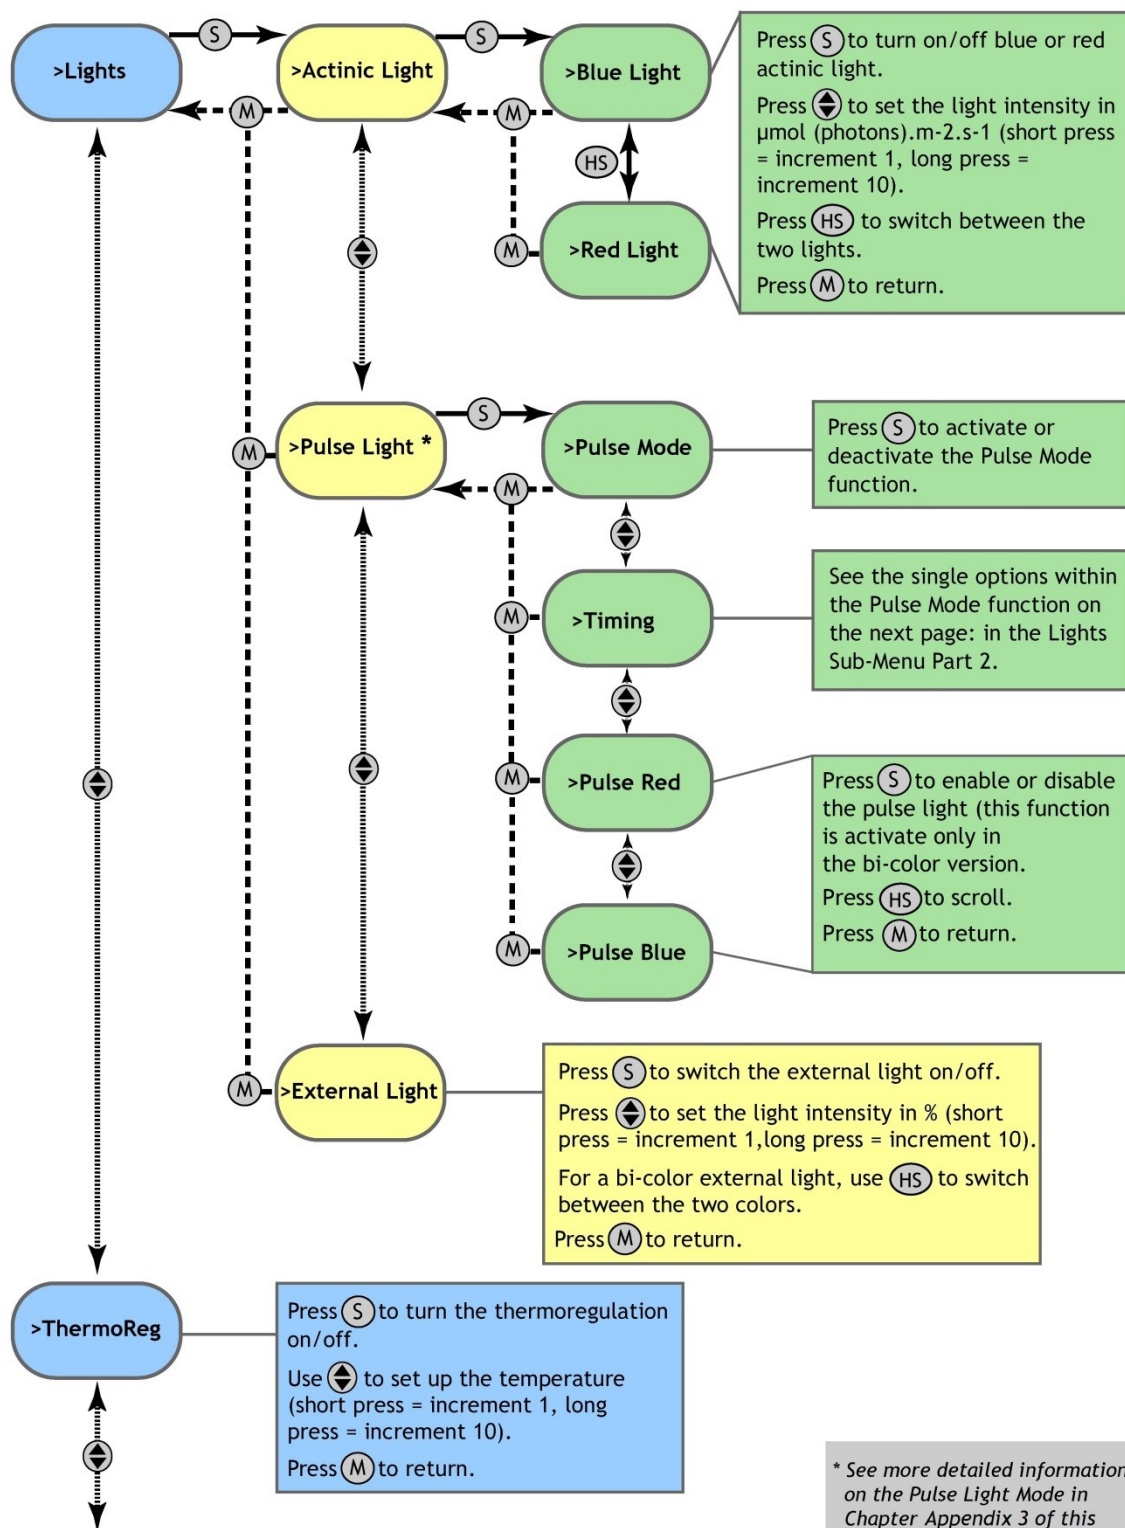 >Lights
S
>Actinic Light
S
>Blue Light
M
M
HS
>Red Light
M
Press S to turn on/off blue or red
actinic light.
Press to set the light intensity in
µmol (photons).m-2.s-1 (short press
= increment 1, long press =
increment 10).
Press HS to switch between the
two lights.
Press M to return.
>Pulse Light *
M
S
>Pulse Mode
M
Press S to activate or
deactivate the Pulse Mode
function.
>Timing
M
See the single options within
the Pulse Mode function on
the next page: in the Lights
Sub-Menu Part 2.
>Pulse Red
M
>Pulse Blue
M
Press S to enable or disable
the pulse light (this function
is activate only in
the bi-color version.
Press HS to scroll.
Press M to return.
>External Light
M
Press S to switch the external light on/off.
Press to set the light intensity in % (short
press = increment 1,long press = increment 10).
For a bi-color external light, use HS to switch
between the two colors.
Press M to return.
>ThermoReg
Press S to turn the thermoregulation
on/off.
Use to set up the temperature
(short press = increment 1, long
press = increment 10).
Press M to return.
* See more detailed information
on the Pulse Light Mode in
Chapter Appendix 3 of this